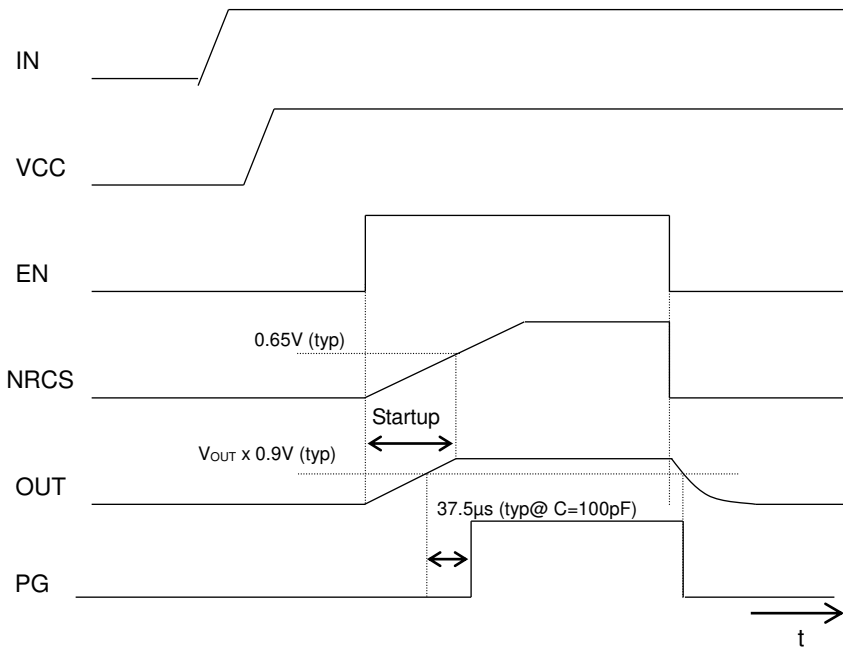 IN
VCC
EN
0.65V (typ)
NRCS
Startup
VOUT x 0.9V (typ)
OUT
37.5µs (typ@ C=100pF)
PG
t